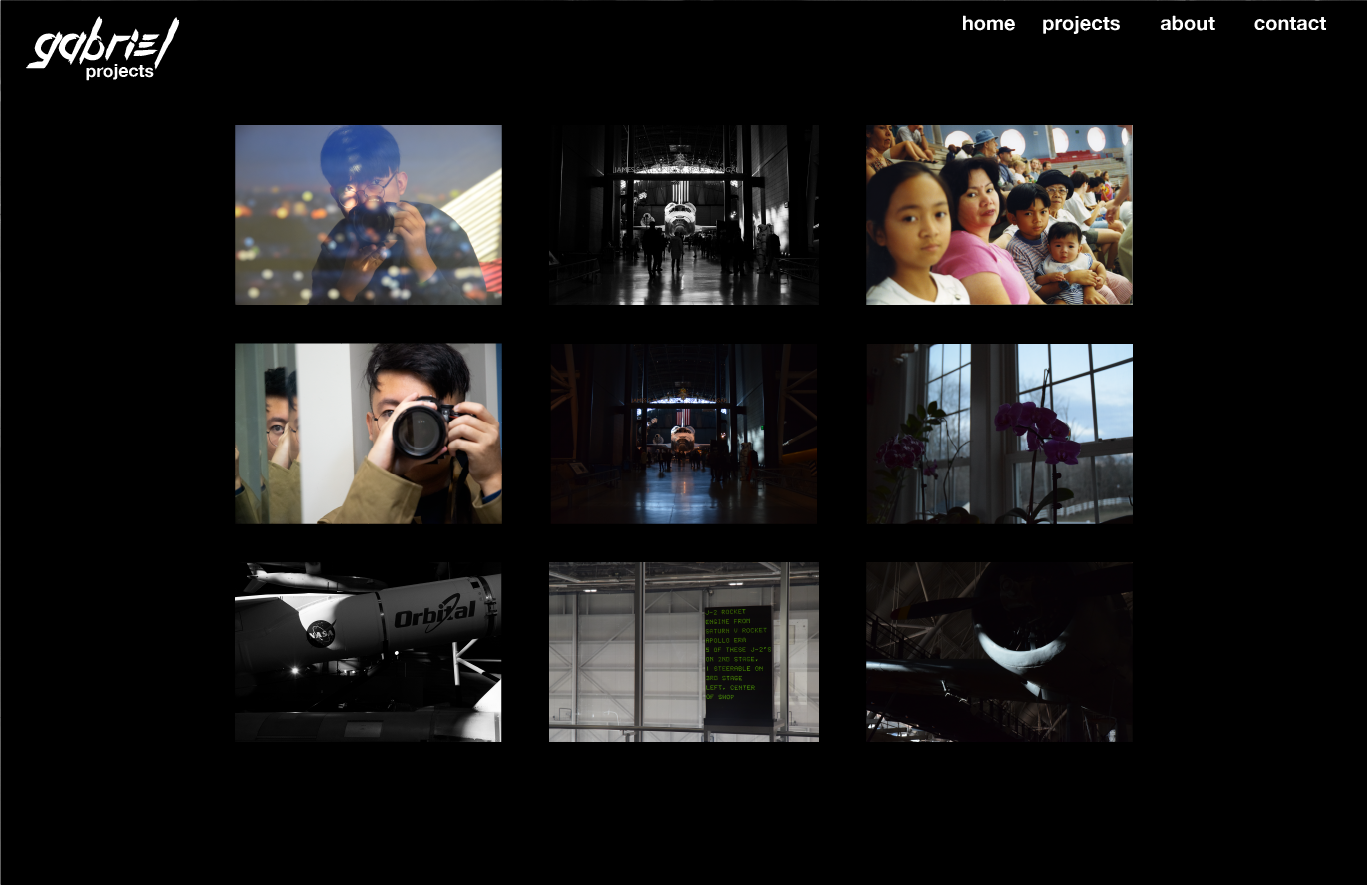 gabriel
projects
home projects about contact
Orbital
NASA
J-2 ROCKET
ENGINE FROM
SATURN V ROCKET
APOLLO ERA
5 OF THESE J-2'S
ON 2ND STAGE,
1 STEERABLE ON
3RD STAGE
LEFT, CENTER
OF SHOP